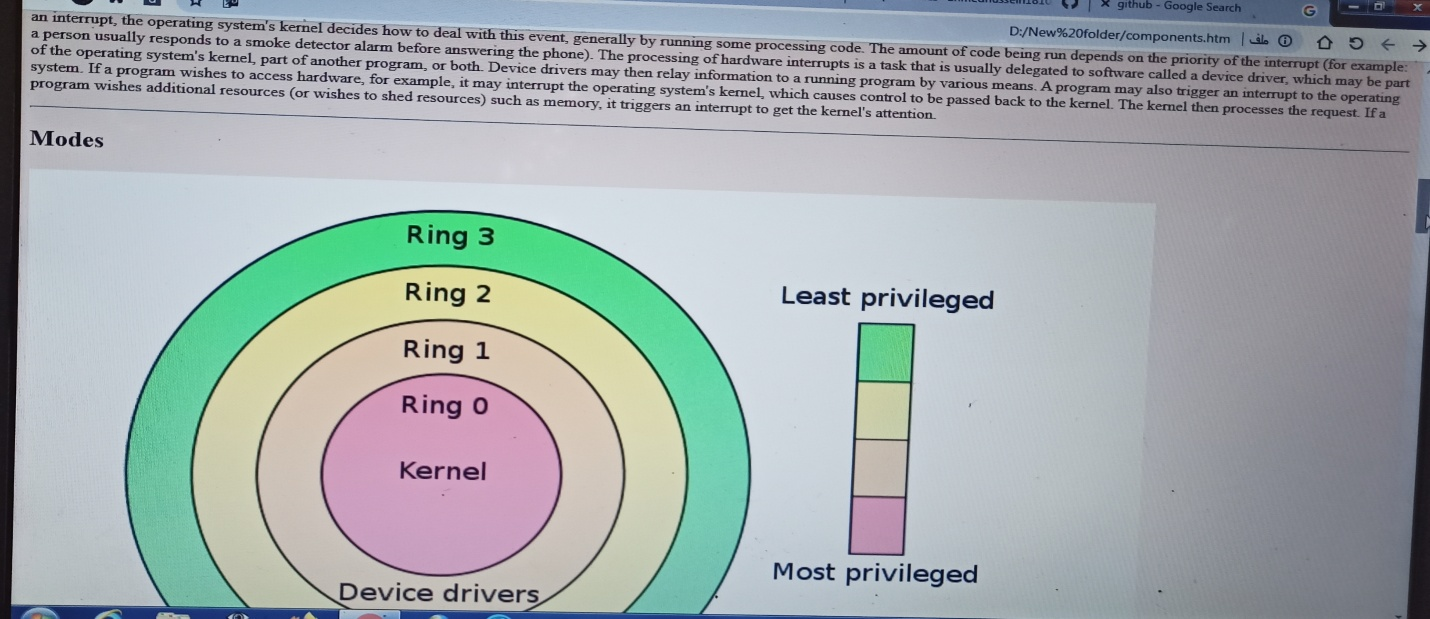 github - Google Search
D:/New%20folder/components.htm | ملف
an interrupt, the operating system's kernel decides how to deal with this event, generally by running some processing code. The amount of code being run depends on the priority of the interrupt (for example:
a person usually responds to a smoke detector alarm before answering the phone). The processing of hardware interrupts is a task that is usually delegated to software called a device driver, which may be part
of the operating system's kernel, part of another program, or both. Device drivers may then relay information to a running program by various means. A program may also trigger an interrupt to the operating
system. If a program wishes to access hardware, for example, it may interrupt the operating system's kernel, which causes control to be passed back to the kernel. The kernel then processes the request. If a
program wishes additional resources (or wishes to shed resources) such as memory, it triggers an interrupt to get the kernel's attention.
Modes
Ring 3
Ring 2
Ring 1
Ring 0
Kernel
Device drivers
Least privileged
Most privileged